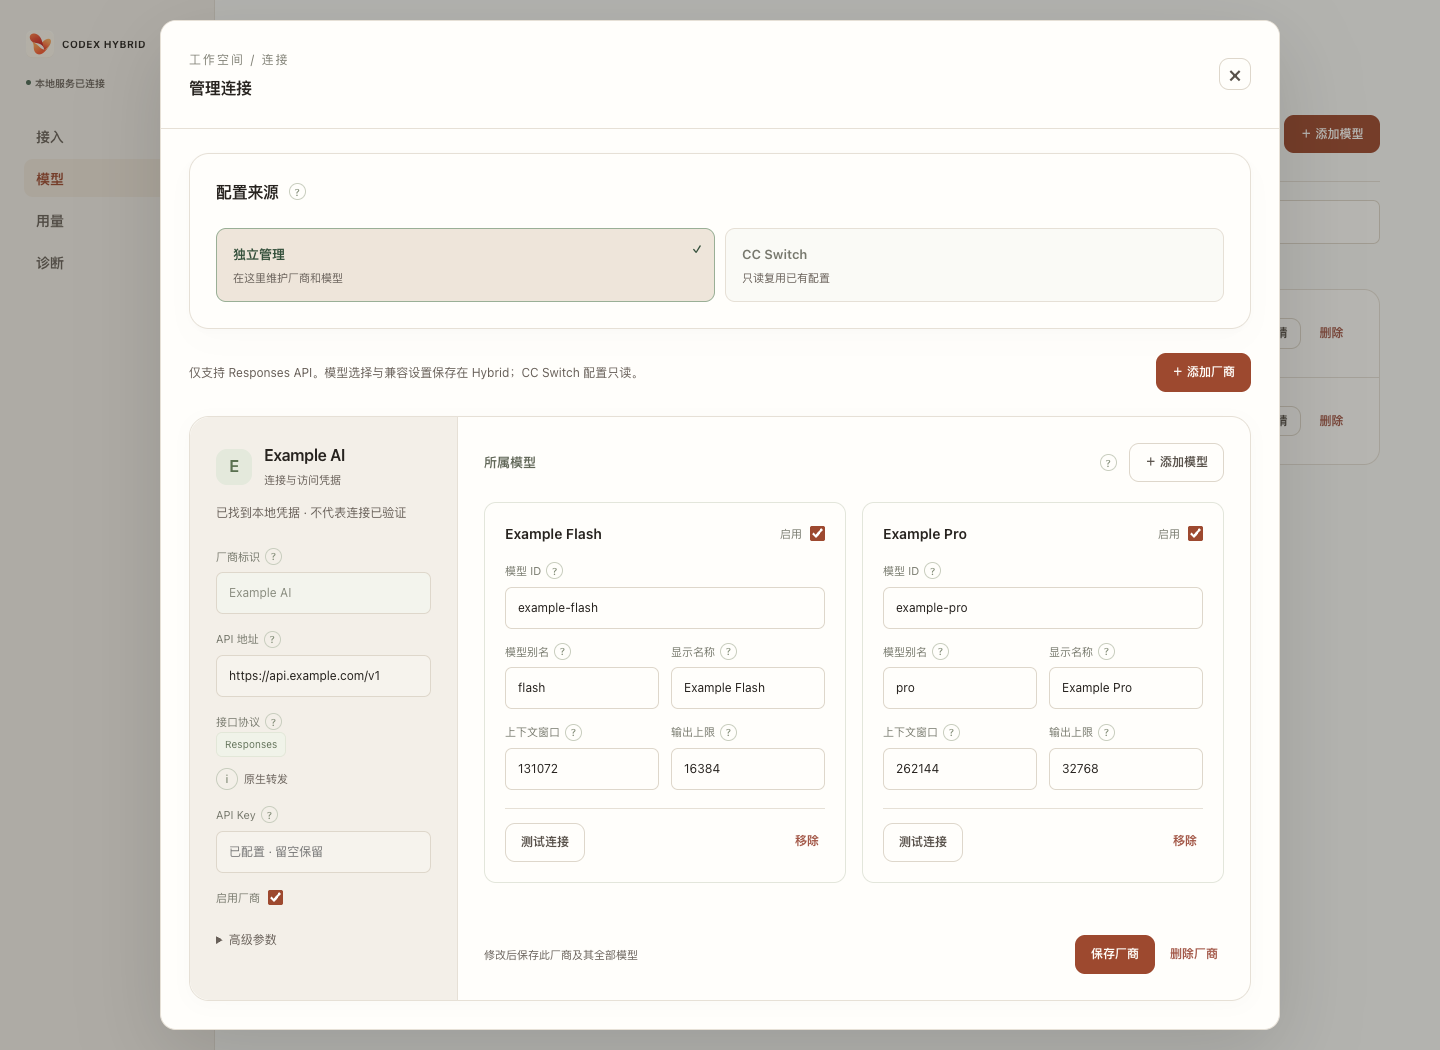 CODEX HYBRID
本地服务已连接
接入
模型
用量
诊断
+ 添加模型
删除
删除
工作空间 / 连接
管理连接
×
配置来源 ?
独立管理 ✓
在这里维护厂商和模型
CC Switch
只读复用已有配置
仅支持 Responses API。模型选择与兼容设置保存在 Hybrid；CC Switch 配置只读。
+ 添加厂商
E
Example AI
连接与访问凭据
已找到本地凭据 · 不代表连接已验证
厂商标识 ?
Example AI
API 地址 ?
https://api.example.com/v1
接口协议 ?
Responses
i 原生转发
API Key ?
已配置 · 留空保留
启用厂商
高级参数
所属模型
? + 添加模型
Example Flash 启用
模型 ID ?
example-flash
模型别名 ? 显示名称 ?
flash Example Flash
上下文窗口 ? 输出上限 ?
131072 16384
测试连接 移除
Example Pro 启用
模型 ID ?
example-pro
模型别名 ? 显示名称 ?
pro Example Pro
上下文窗口 ? 输出上限 ?
262144 32768
测试连接 移除
修改后保存此厂商及其全部模型
保存厂商 删除厂商